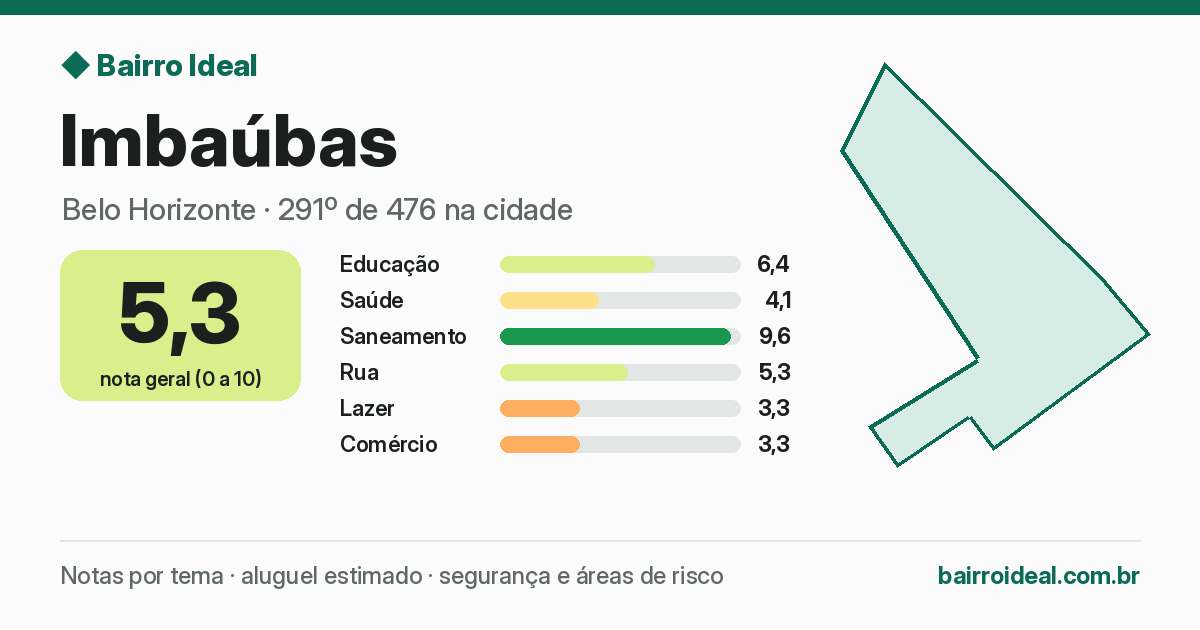 Bairro Ideal
Imbaúbas
Belo Horizonte · 291º de 476 na cidade
5,3
nota geral (0 a 10)
Educação 6,4
Saúde 4,1
Saneamento 9,6
Rua 5,3
Lazer 3,3
Comércio 3,3
Notas por tema · aluguel estimado · segurança e áreas de risco
bairroideal.com.br